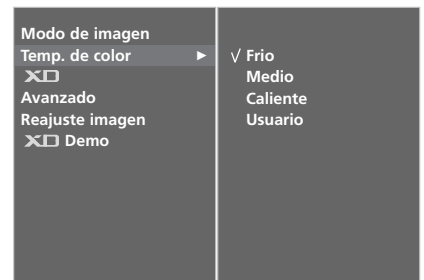 Modo de imagen
Temp. de color ►
XD
Avanzado
Reajuste imagen
XD Demo
√ Frio
Medio
Caliente
Usuario